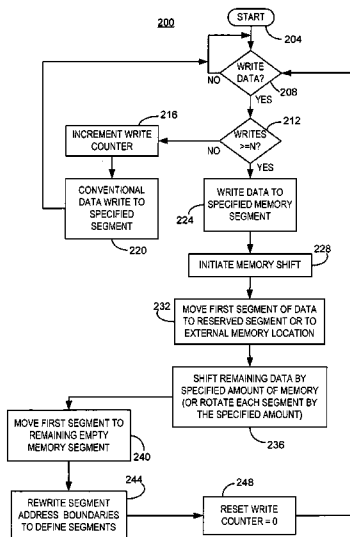 200
START
204
WRITE
DATA?
NO
208
YES
216
212
INCREMENT WRITE
COUNTER
NO
WRITES
>=N?
YES
CONVENTIONAL
DATA WRITE TO
SPECIFIED
SEGMENT
220
WRITE DATA TO
SPECIFIED MEMORY
SEGMENT
224
228
INITIATE MEMORY SHIFT
232
MOVE FIRST SEGMENT OF DATA
TO RESERVED SEGMENT OR TO
EXTERNAL MEMORY LOCATION
SHIFT REMAINING DATA BY
SPECIFIED AMOUNT OF MEMORY
(OR ROTATE EACH SEGMENT BY
THE SPECIFIED AMOUNT)
236
MOVE FIRST SEGMENT TO
REMAINING EMPTY
MEMORY SEGMENT
240
244
REWRITE SEGMENT
ADDRESS BOUNDARIES
TO DEFINE SEGMENTS
248
RESET WRITE
COUNTER = 0